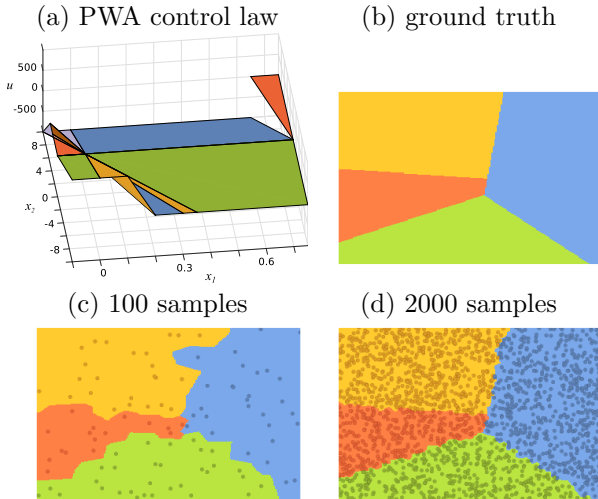 (a) PWA control law
(b) ground truth
500
u
0
-500
8
4
0
x₂
-4
-8
0
0.3
0.6
x₁
(c) 100 samples
(d) 2000 samples